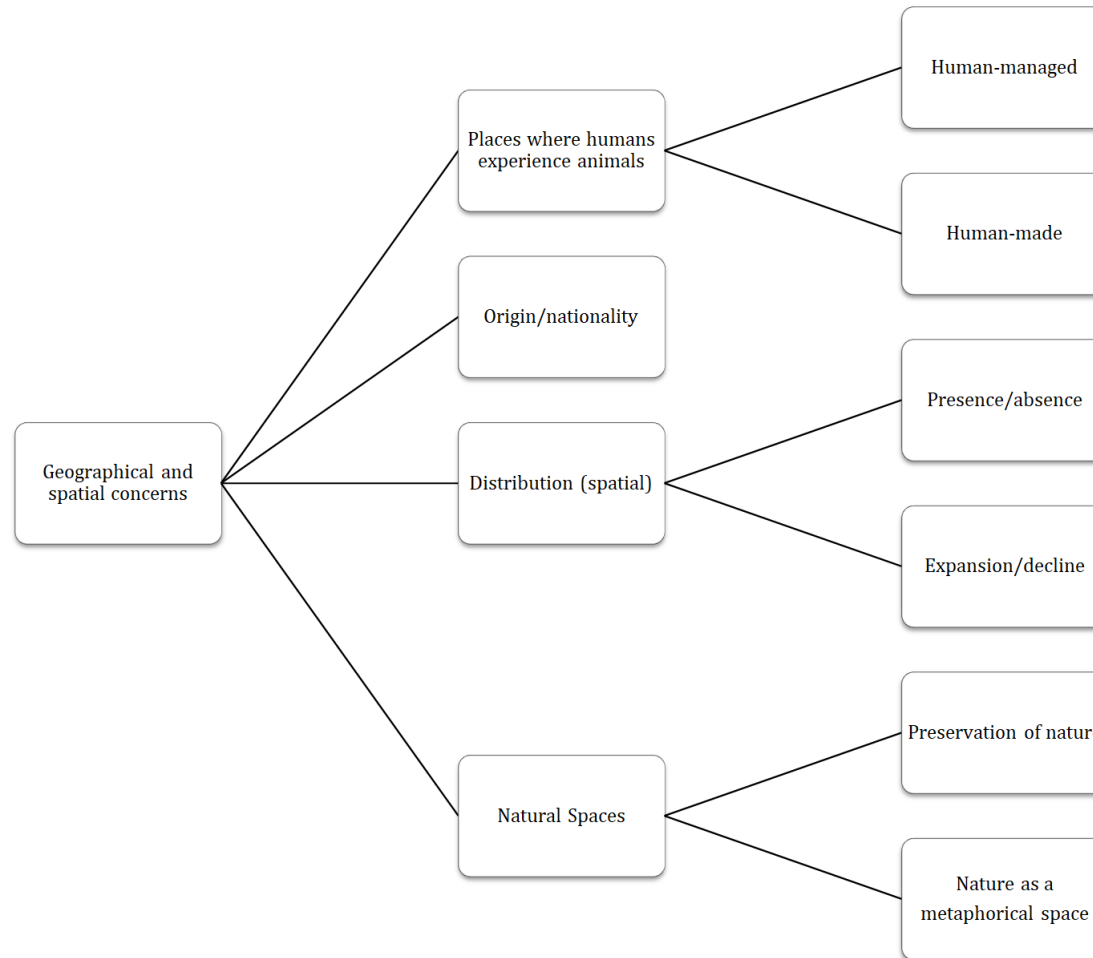 Human-managed
Places where humans
experience animals
Human-made
Origin/nationality
Presence/absence
Geographical and
spatial concerns
Distribution (spatial)
Expansion/decline
Preservation of natur
Natural Spaces
Nature as a
metaphorical space